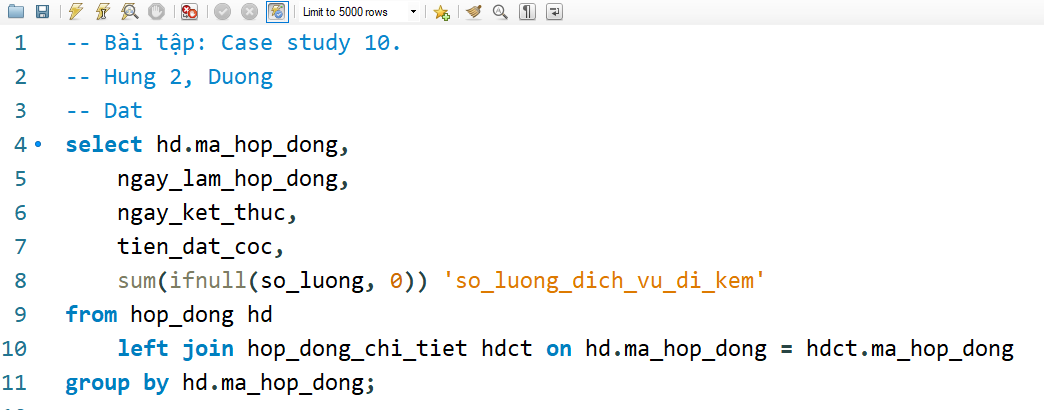 Limit to 5000 rows
1 -- Bài tập: Case study 10.
2 -- Hung 2, Duong
3 -- Dat
4 select hd.ma_hop_dong,
5 ngay_lam_hop_dong,
6 ngay_ket_thuc,
7 tien_dat_coc,
8 sum(ifnull(so_luong, 0)) 'so_luong_dich_vu_di_kem'
9 from hop_dong hd
10 left join hop_dong_chi_tiet hdct on hd.ma_hop_dong = hdct.ma_hop_dong
11 group by hd.ma_hop_dong;